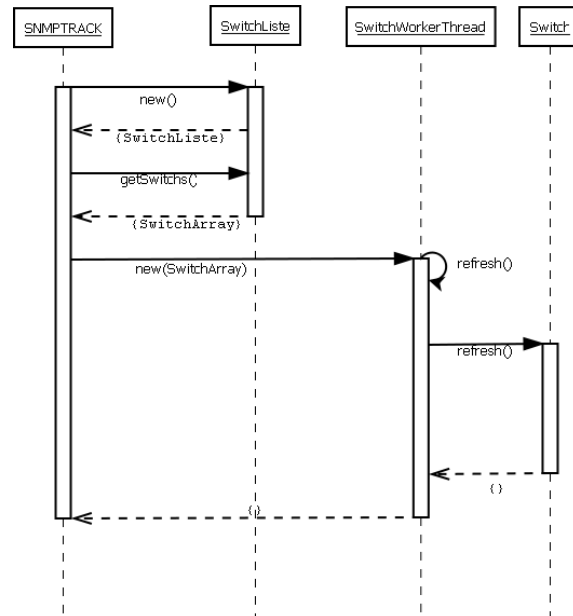 SNMPTRACK
SwitchListe
SwitchWorkerThread
Switch
new()
{SwitchListe}
getSwitchs()
{SwitchArray}
new(SwitchArray)
refresh()
refresh()
{}
{}